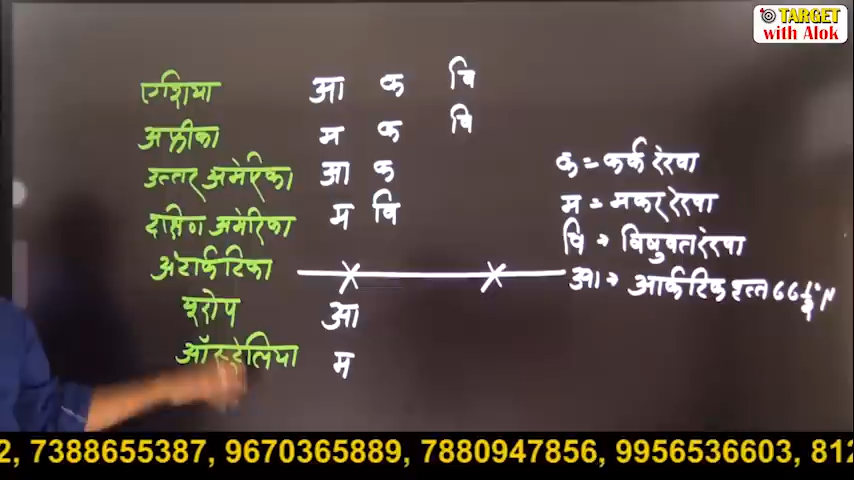 TARGET
with Alok
एशिया आ क वि
अफ्रीका म क वि
उत्तर अमेरिका आ क
दक्षिण अमेरिका म वि
अंटार्कटिका
यूरोप आ
ऑस्ट्रेलिया म
क = कर्क रेखा
म = मकर रेखा
वि → बिषुवत रेखा
आ → आर्कटिक वृत्त 66½°N
2, 7388655387, 9670365889, 7880947856, 9956536603, 812